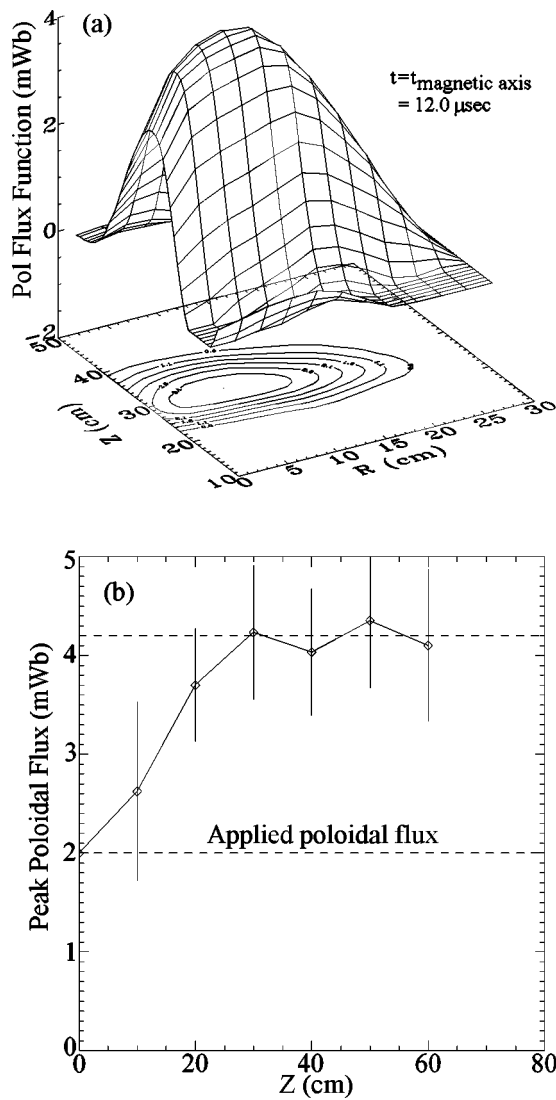 (a)
Pol Flux Function (mWb)
4
2
0
-2
t=t magnetic axis
= 12.0 μsec
50
40
30
20
10
Z (cm)
0
5
10
15
20
25
30
R (cm)
(b)
Peak Poloidal Flux (mWb)
5
4
3
2
1
0
Applied poloidal flux
0
20
40
60
80
Z (cm)